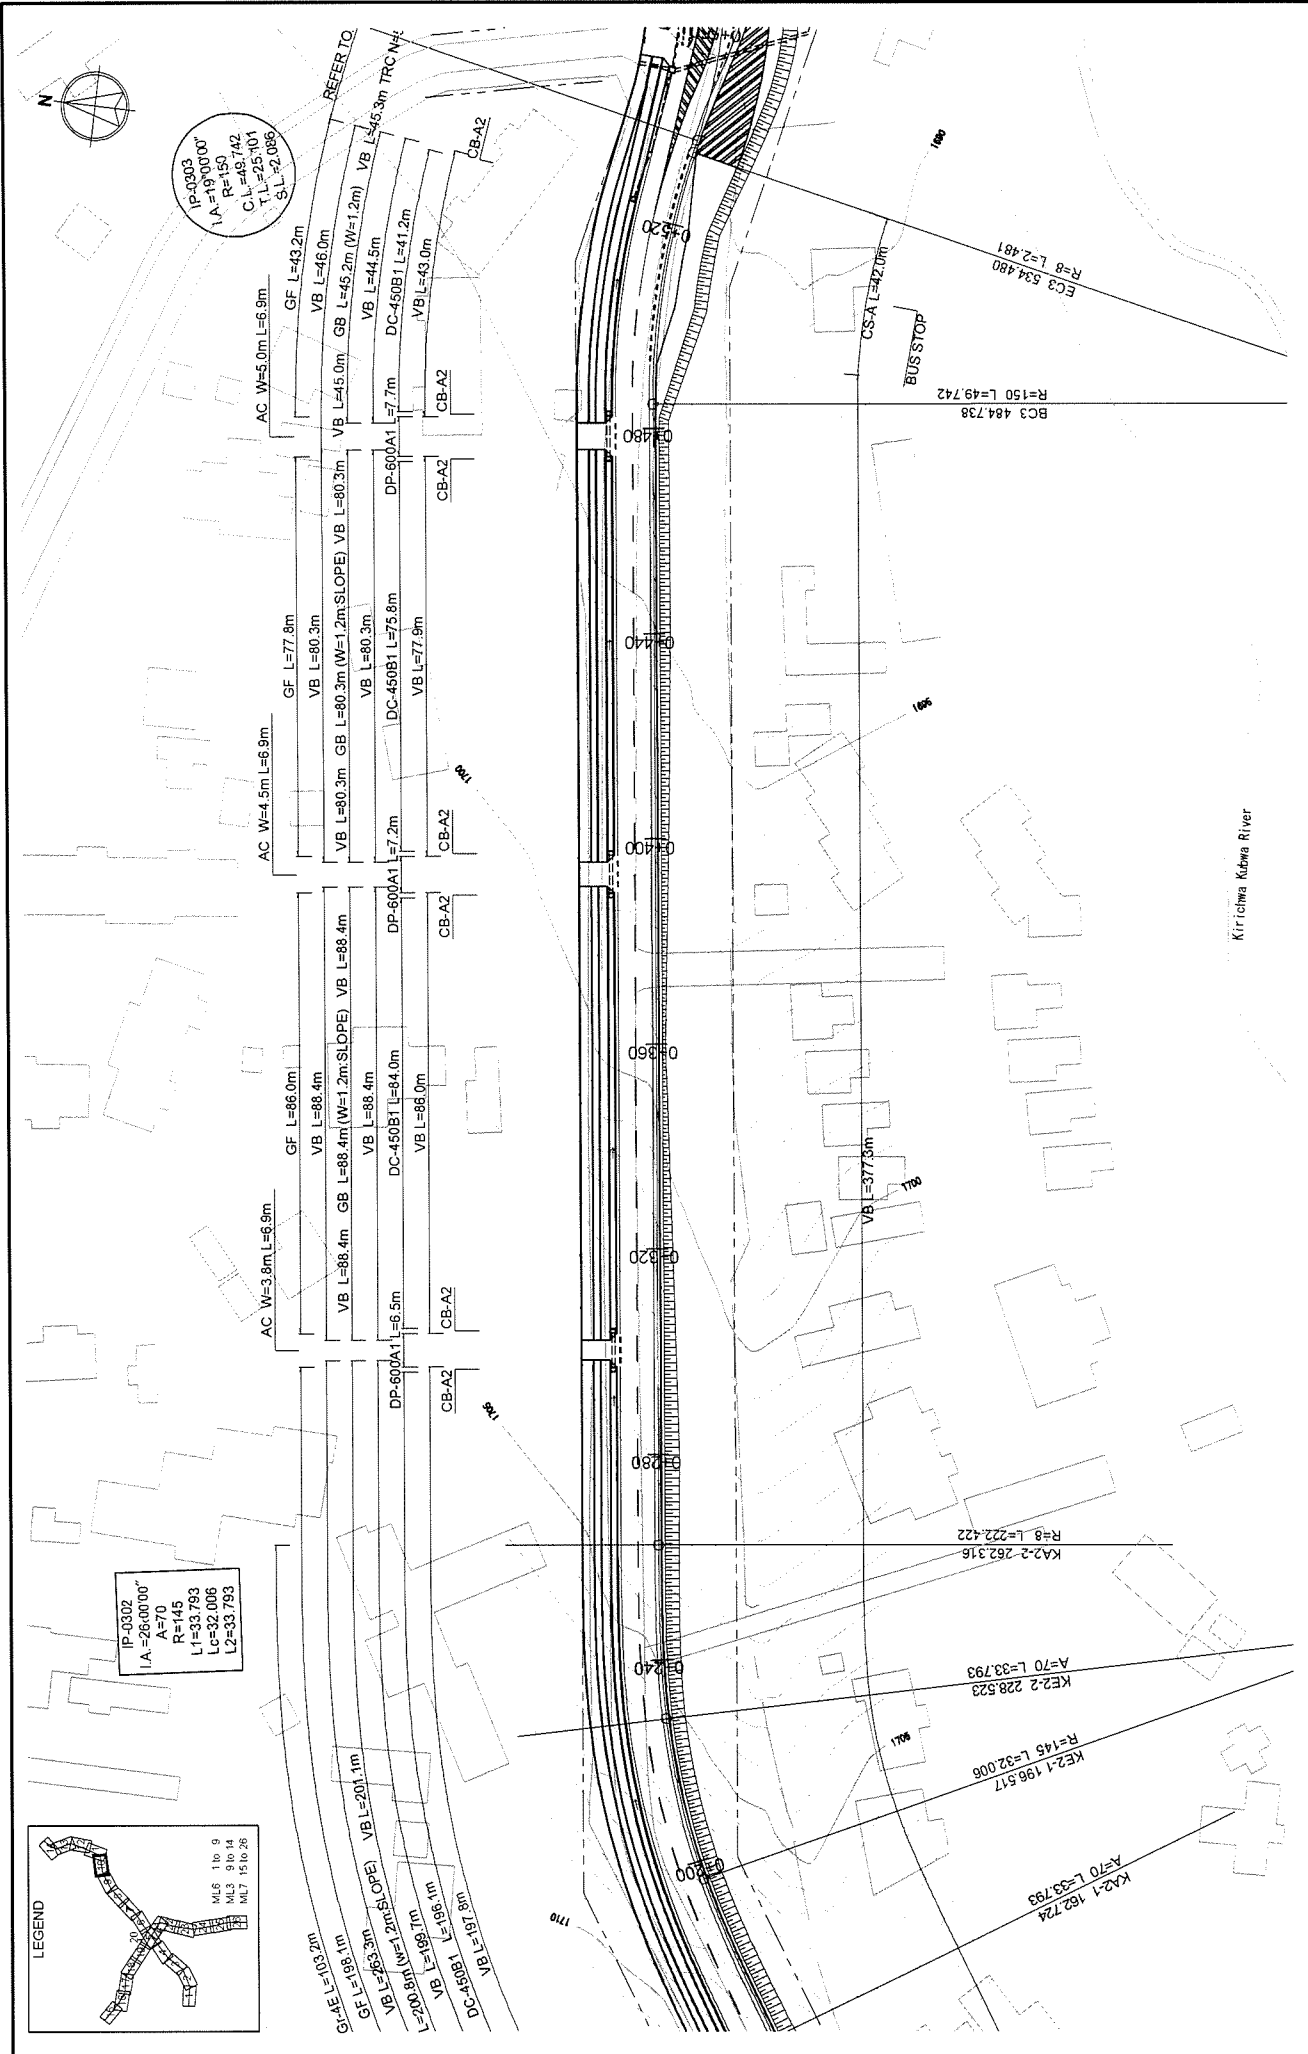 N
IP-0303
I.A.=19°00'00"
R=150
C.L.=49.742
T.L.=25.101
S.L.=2.086
REFER TO
GF L=43.2m
VB L=46.0m
VB L=45.0m GB L=45.2m (W=1.2m) VB L=45.3m TRC
VB L=44.5m
DC-450B1 L=41.2m
VB L=43.0m
CB-A2
AC W=5.0m L=6.9m
DP-600A1 L=7.7m
CB-A2
CB-A2
GF L=77.8m
VB L=80.3m
VB L=80.3m GB L=80.3m (W=1.2m:SLOPE) VB L=80.3m
VB L=80.3m
DC-450B1 L=75.8m
VB L=77.9m
AC W=4.5m L=6.9m
DP-600A1 L=7.2m
CB-A2
CB-A2
GF L=86.0m
VB L=88.4m
VB L=88.4m GB L=88.4m (W=1.2m:SLOPE) VB L=88.4m
VB L=88.4m
DC-450B1 L=84.0m
VB L=86.0m
AC W=3.8m L=6.9m
DP-600A1 L=6.5m
CB-A2
CB-A2
IP-0302
I.A.=26:00'00"
A=70
R=145
L1=33.793
Lc=32.006
L2=33.793
Gr-4E L=103.2m
GF L=198.1m
VB L=263.3m
L=200.8m (w=1.2m:SLOPE) VB L=201.1m
VB L=199.7m
DC-450B1 L=196.1m
VB L=197.8m
LEGEND
ML6 1 to 9
ML3 9 to 14
ML7 15 to 26
20
0+520
0+480
0+440
0+400
0+360
0+320
0+280
0+240
0+200
1690
1695
1700
1700
1705
1705
1710
EC3 534.480
R=8 L=2.481
CS-A L=42.0m
BUS STOP
BC3 484.738
R=150 L=49.742
Kirichwa Kubwa River
VB L=377.3m
KA2-2 262.316
R=8 L=222.422
KE2-2 228.523
A=70 L=33.793
KE2-1 196.517
R=145 L=32.006
KA2-1 162.724
A=70 L=33.793